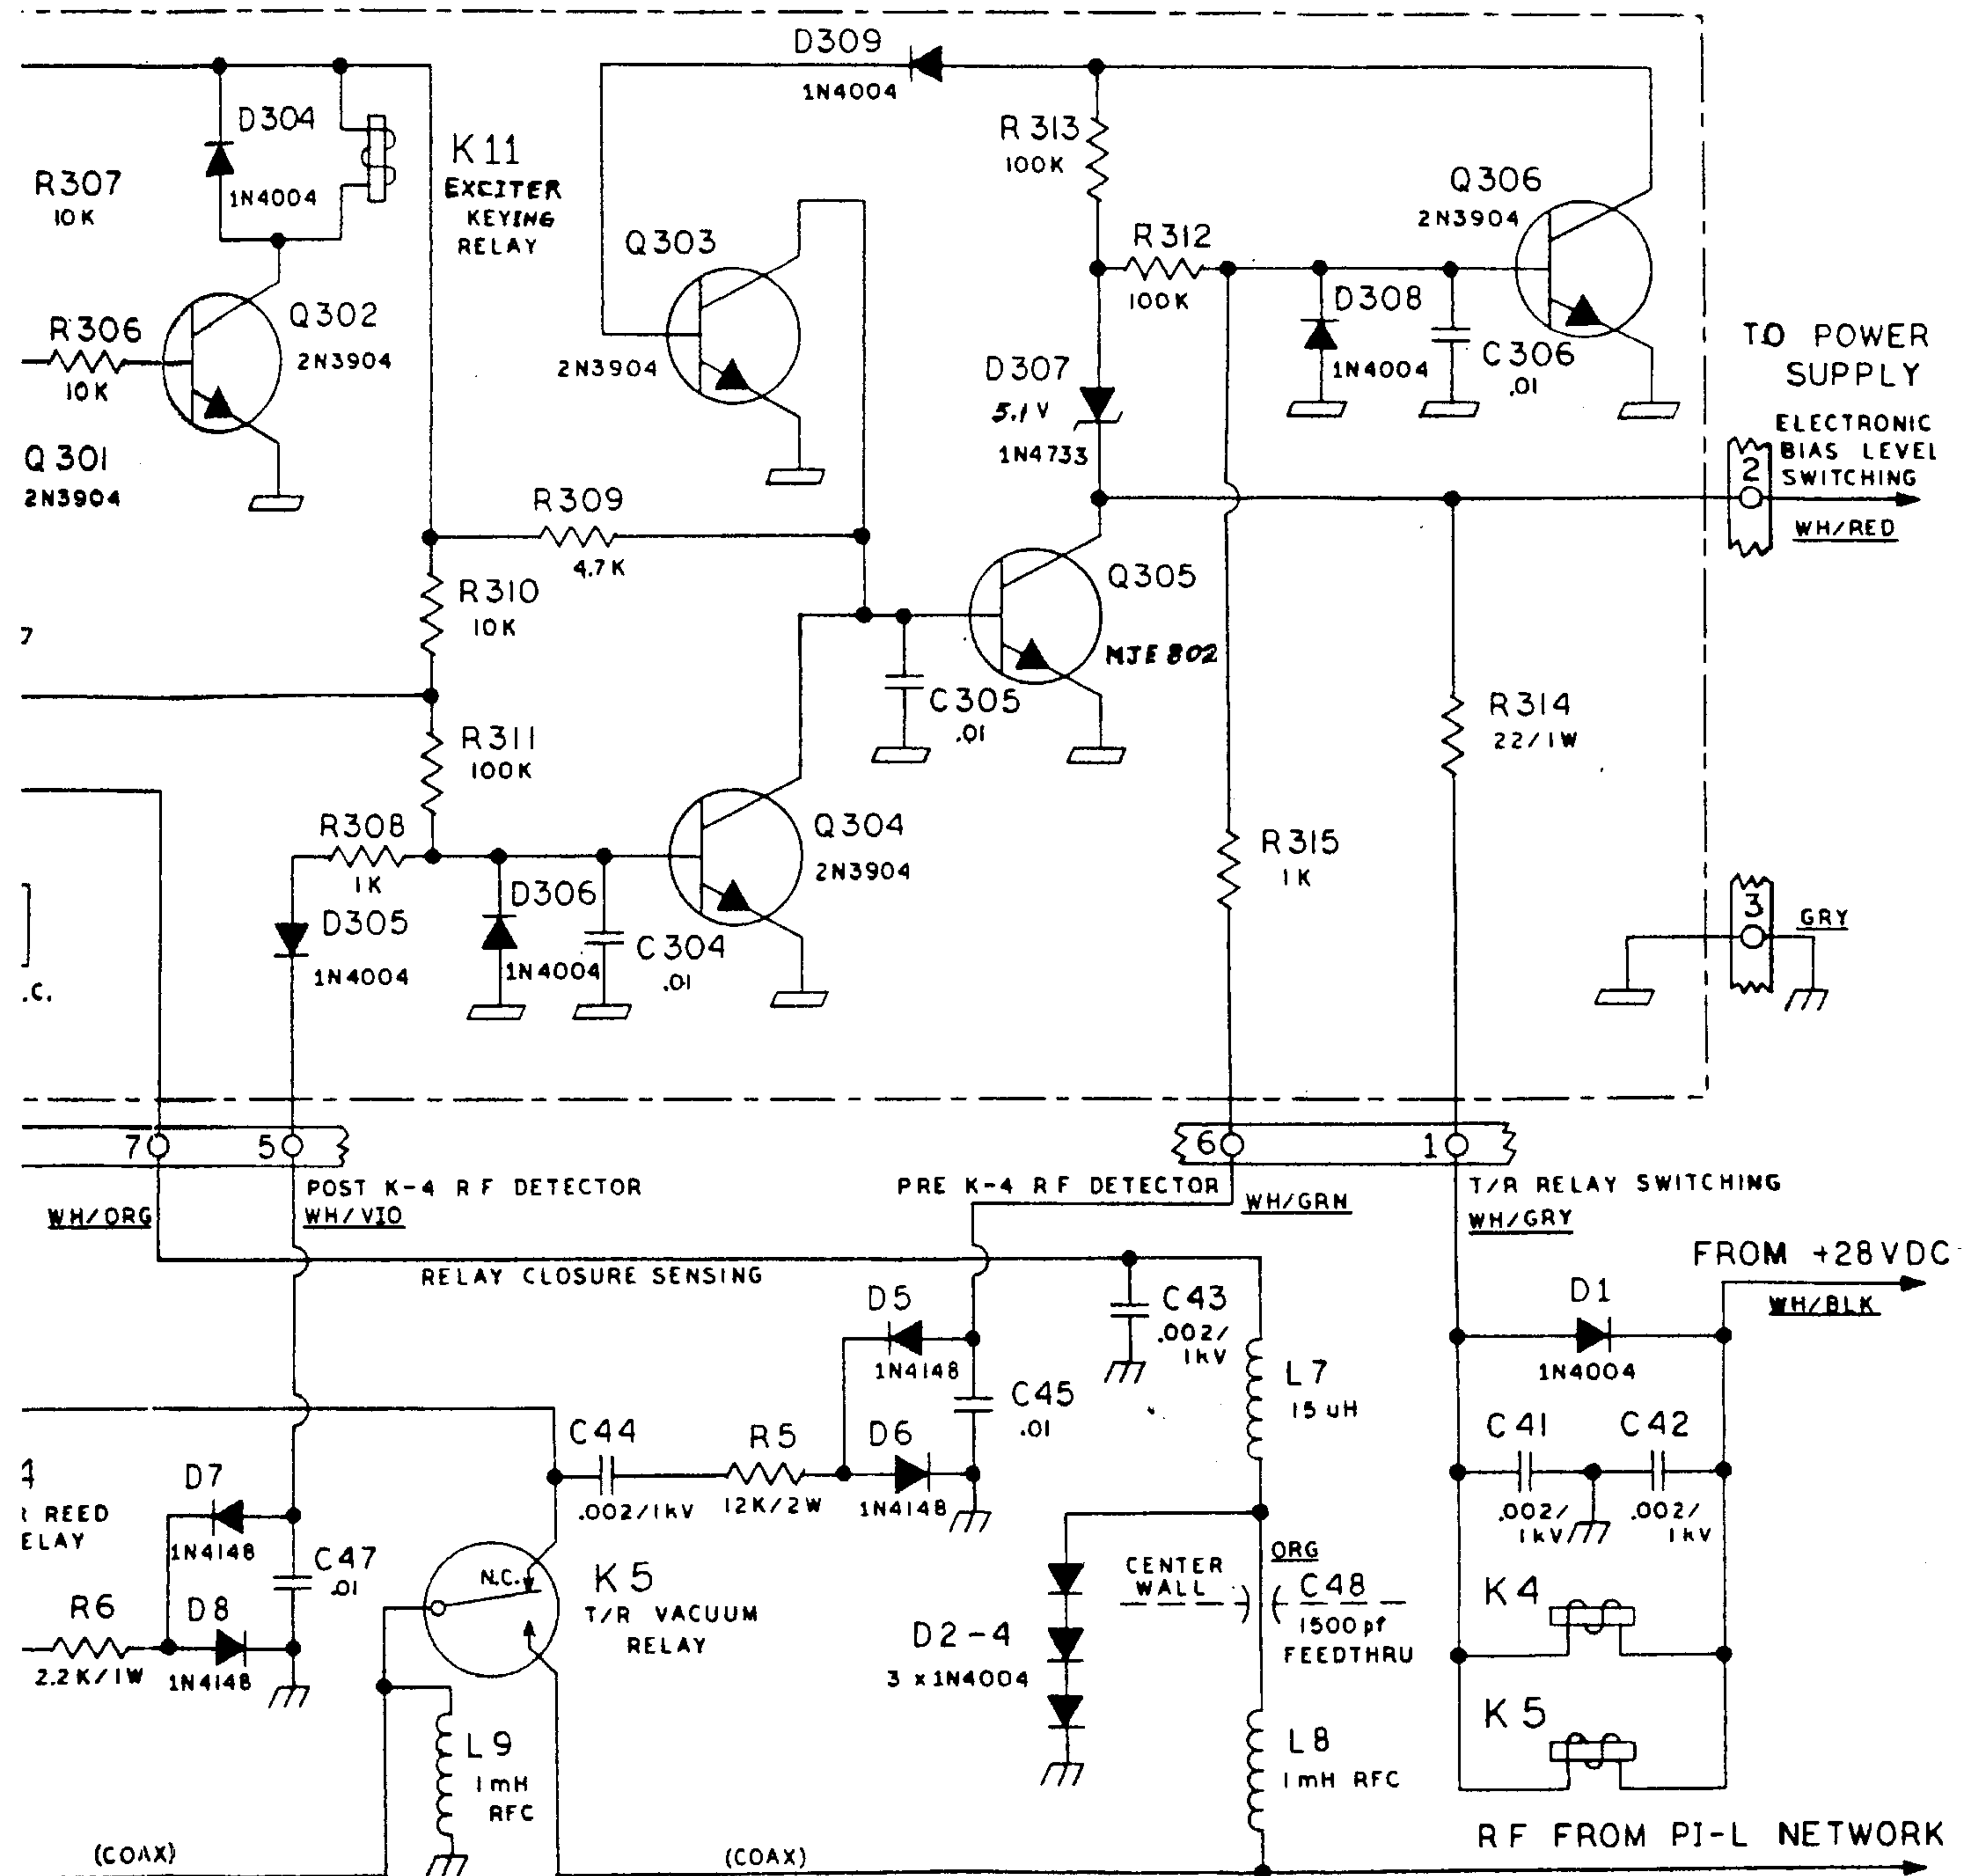 D309
1N4004
D304
1N4004
R307
10K
K11
EXCITER
KEYING
RELAY
R313
100K
Q306
2N3904
Q303
2N3904
R312
100K
D308
1N4004
C306
.01
R306
10K
Q302
2N3904
Q301
2N3904
D307
5.1V
1N4733
TO POWER
SUPPLY
ELECTRONIC
BIAS LEVEL
SWITCHING
2
WH/RED
R309
4.7K
R310
10K
Q305
MJE802
7
C305
.01
R311
100K
R314
22/1W
R308
1K
Q304
2N3904
R315
1K
D305
1N4004
D306
1N4004
C304
.01
3
GRY
.C.
7
5
6
1
POST K-4 RF DETECTOR
WH/ORG
WH/VIO
PRE K-4 RF DETECTOR
WH/GRN
T/R RELAY SWITCHING
WH/GRY
RELAY CLOSURE SENSING
FROM +28VDC
WH/BLK
D5
1N4148
C43
.002/
1kV
D1
1N4004
L7
15uH
C45
.01
C44
.002/1kV
R5
12K/2W
D6
1N4148
C41
.002/
1kV
C42
.002/
1kV
4
R REED
ELAY
D7
1N4148
C47
.01
N.C.
K5
T/R VACUUM
RELAY
CENTER
WALL
ORG
C48
1500pf
FEEDTHRU
K4
R6
2.2K/1W
D8
1N4148
D2-4
3 x1N4004
K5
L9
1mH
RFC
L8
1mH RFC
(COAX)
(COAX)
RF FROM PI-L NETWORK